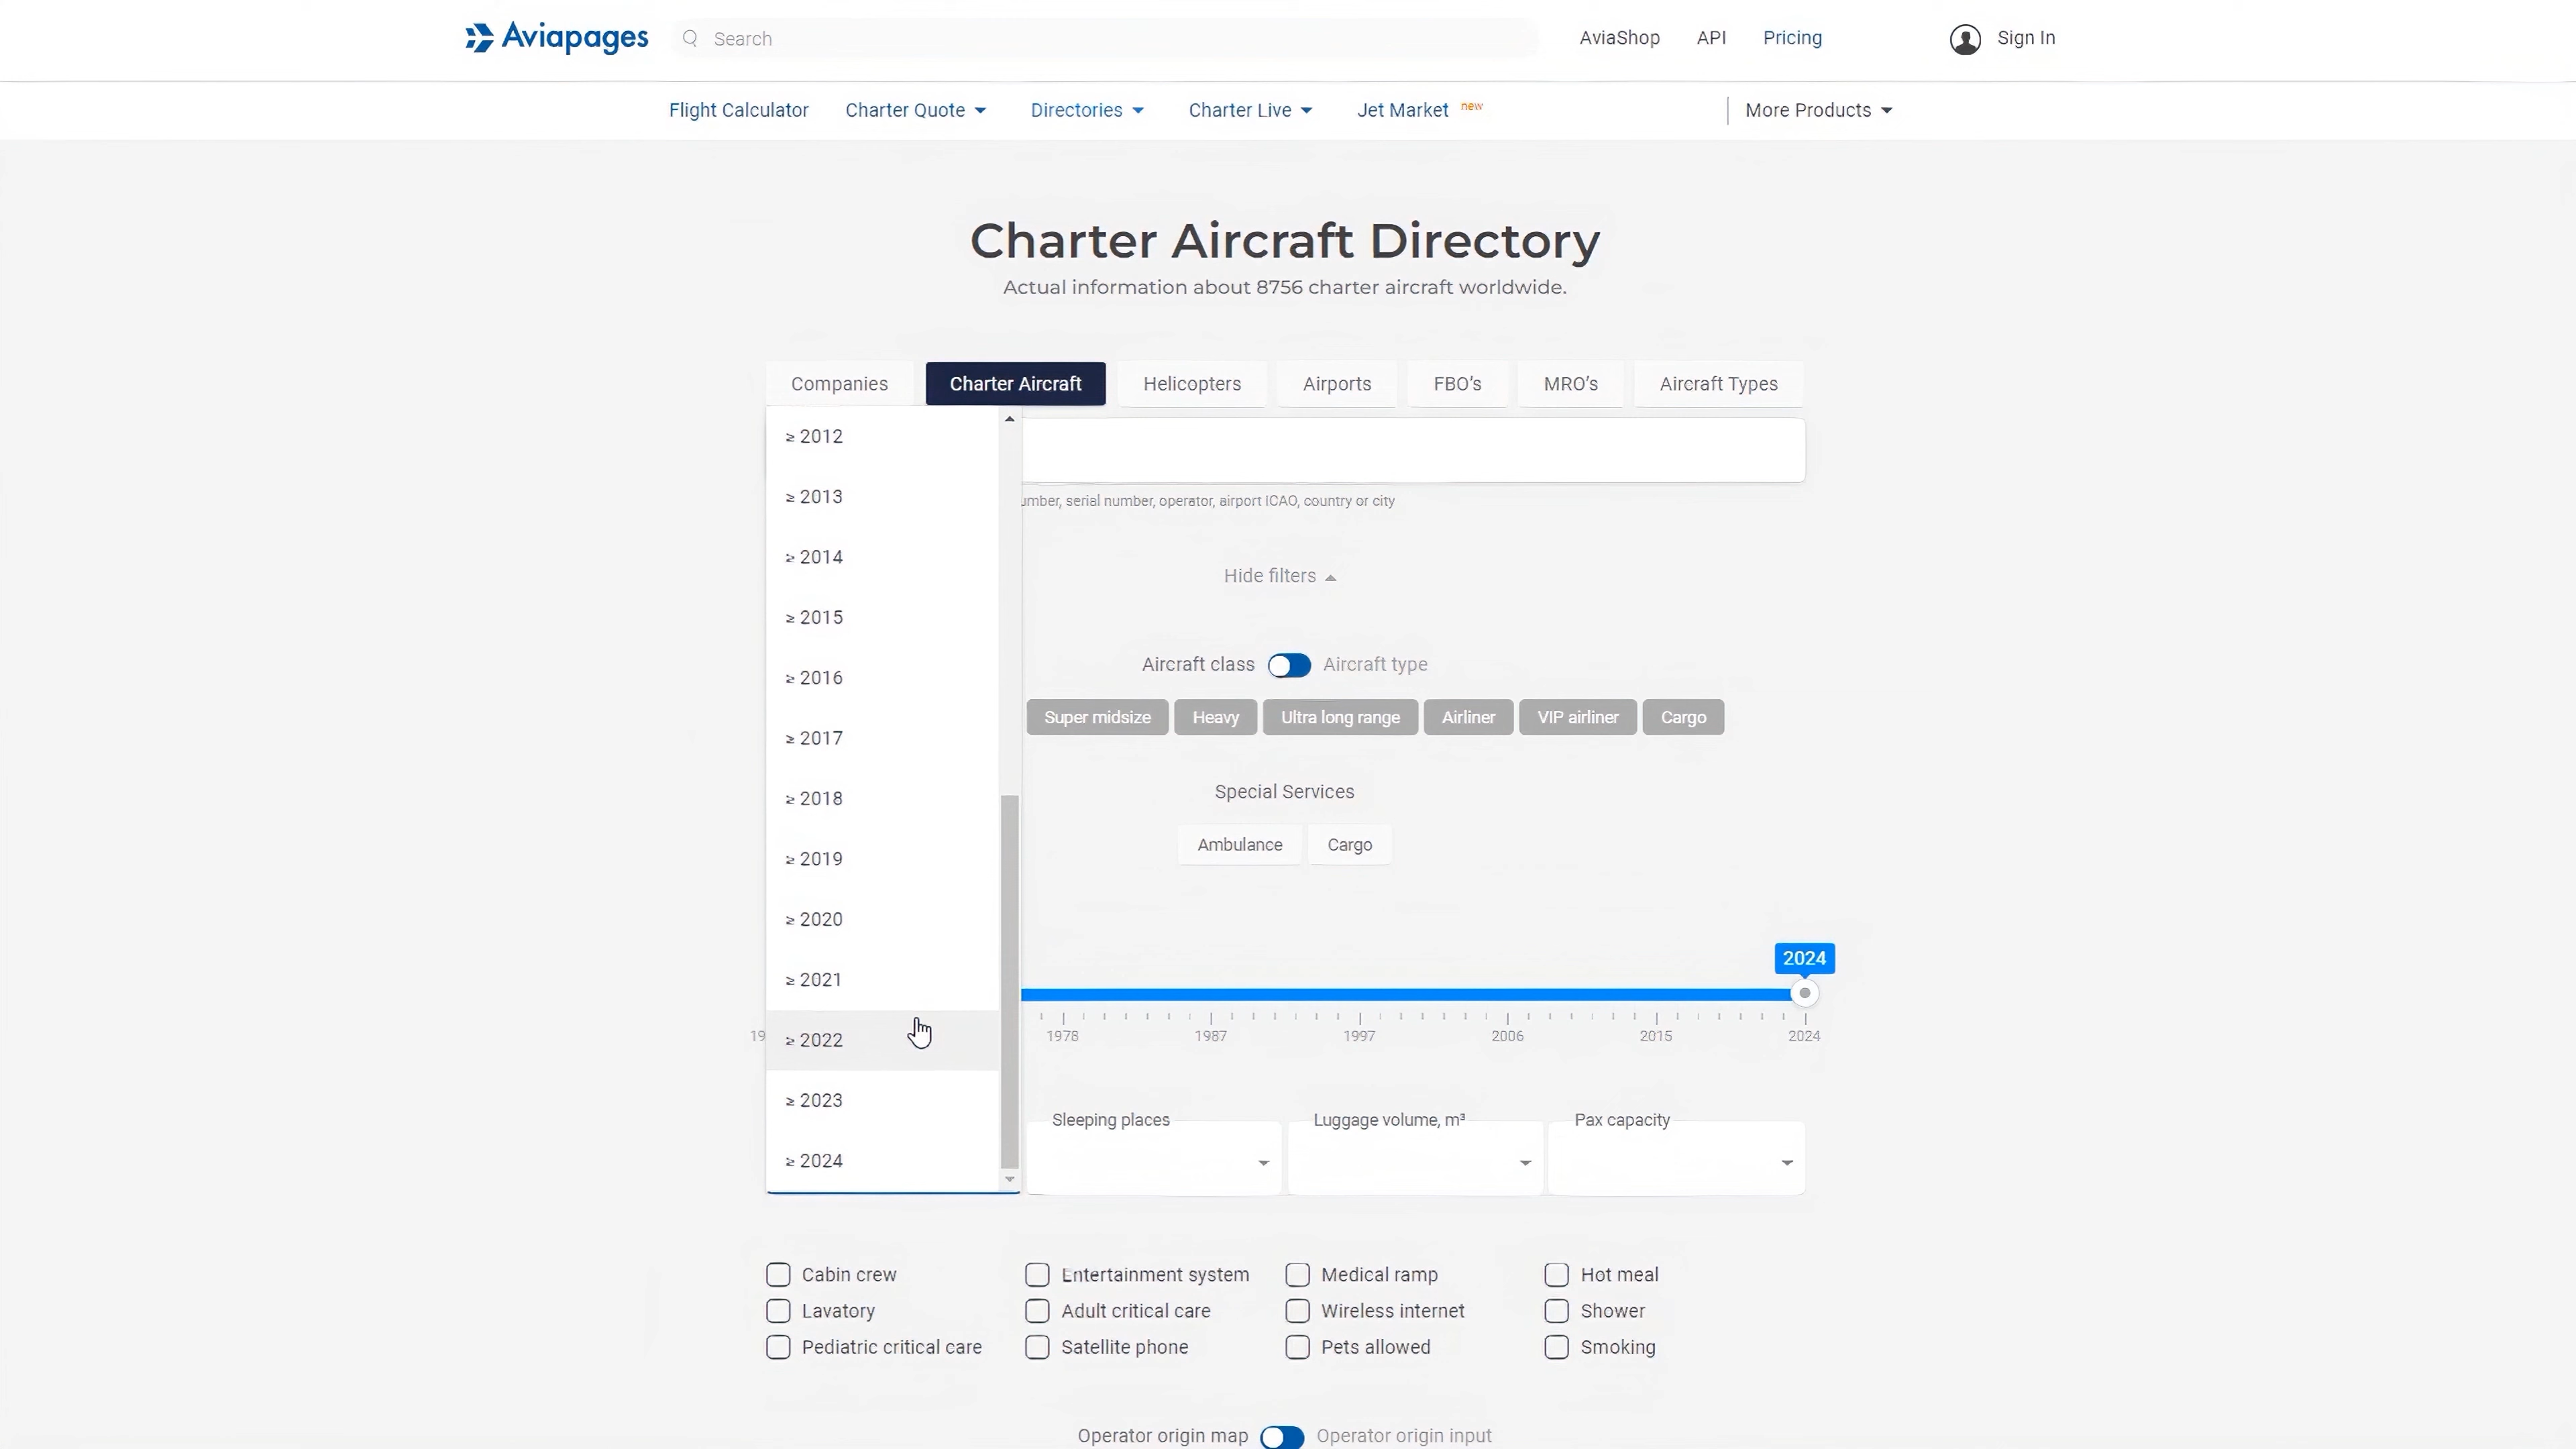 Aviapages
Search
AviaShop
API
Pricing
Sign In
Flight Calculator
Charter Quote
Directories
Charter Live
Jet Market new
More Products
Charter Aircraft Directory
Actual information about 8756 charter aircraft worldwide.
Companies
Charter Aircraft
Helicopters
Airports
FBO’s
MRO’s
Aircraft Types
≥ 2012
≥ 2013
≥ 2014
≥ 2015
≥ 2016
≥ 2017
≥ 2018
≥ 2019
≥ 2020
≥ 2021
≥ 2022
≥ 2023
≥ 2024
umber, serial number, operator, airport ICAO, country or city
Hide filters
Aircraft class
Aircraft type
Super midsize
Heavy
Ultra long range
Airliner
VIP airliner
Cargo
Special Services
Ambulance
Cargo
2024
19
1978
1987
1997
2006
2015
2024
Sleeping places
Luggage volume, m³
Pax capacity
Cabin crew
Entertainment system
Medical ramp
Hot meal
Lavatory
Adult critical care
Wireless internet
Shower
Pediatric critical care
Satellite phone
Pets allowed
Smoking
Operator origin map
Operator origin input